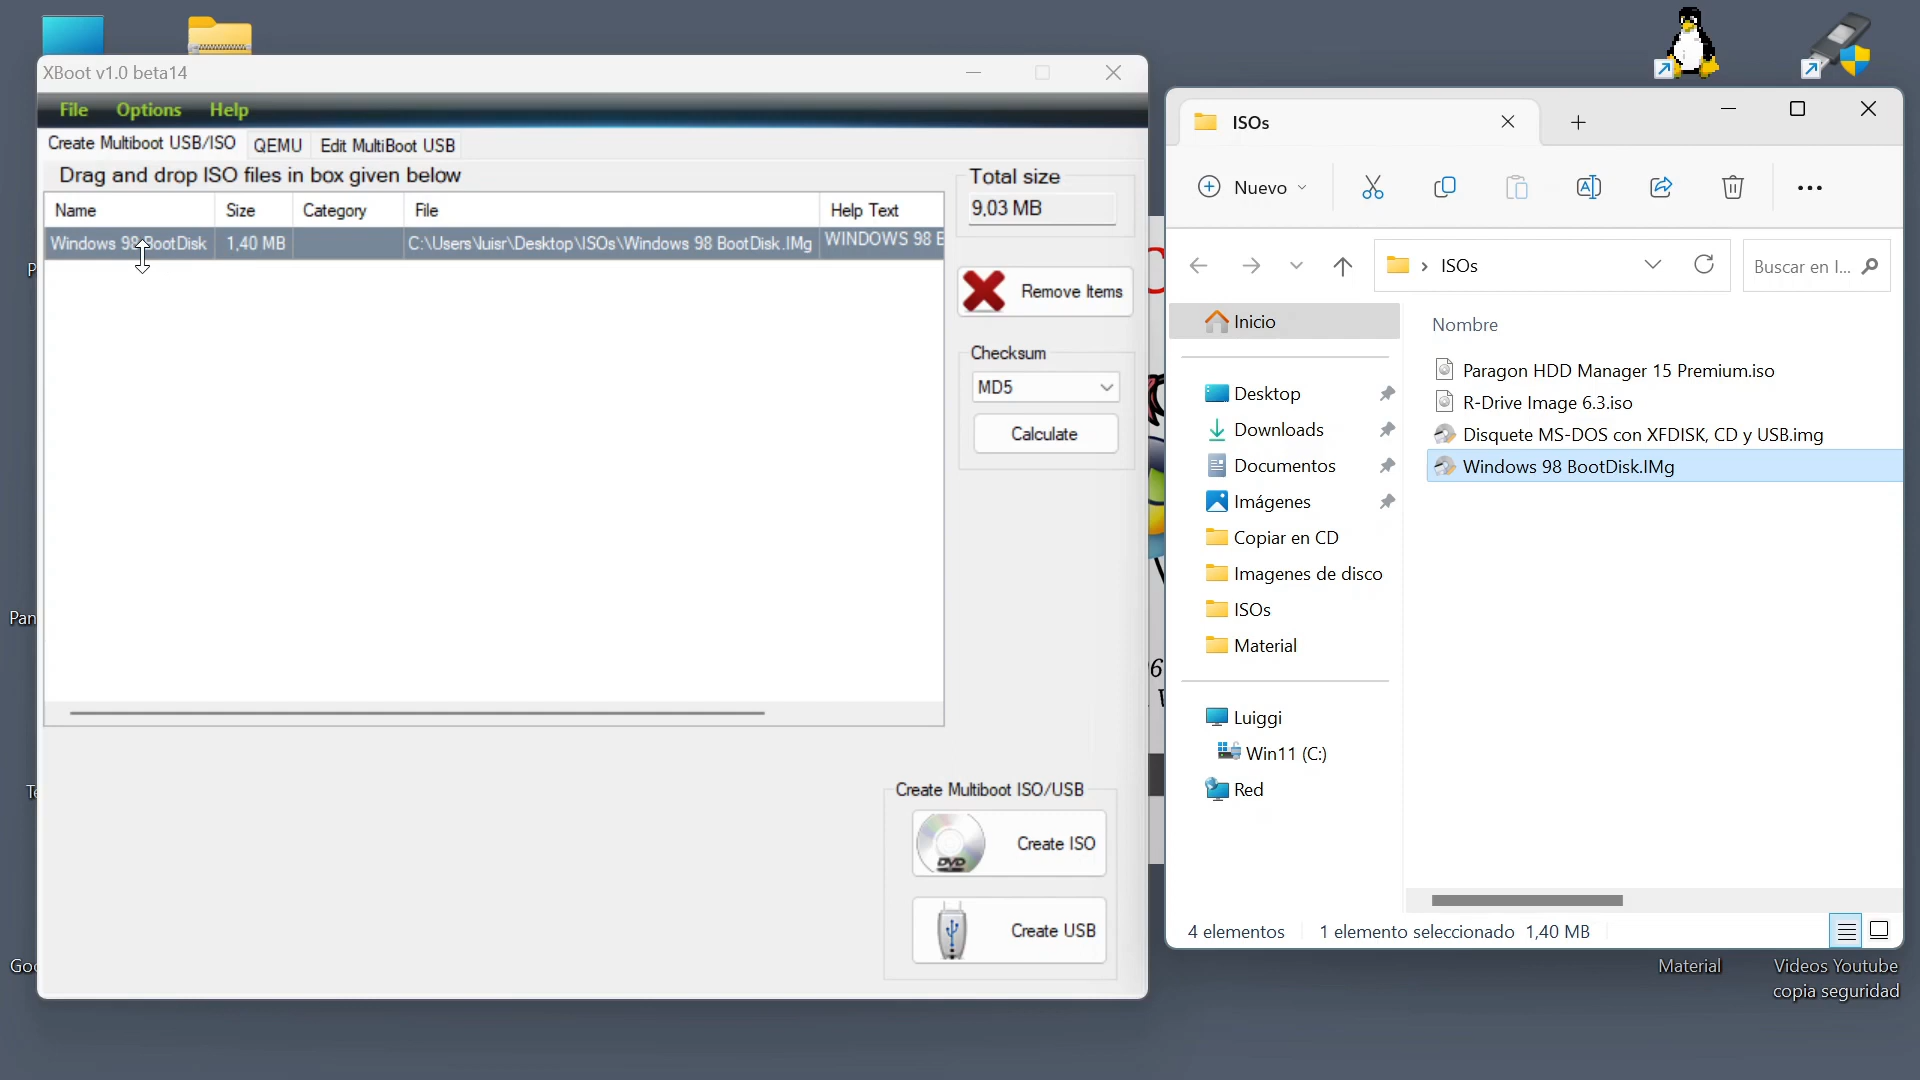 XBoot v1.0 beta14
File Options Help
Create Multiboot USB/ISO QEMU Edit MultiBoot USB
Drag and drop ISO files in box given below
Name Size Category File Help Text
Windows 98 BootDisk 1,40 MB C:\Users\luisr\Desktop\ISOs\Windows 98 BootDisk.IMg WINDOWS 98 B
Total size
9,03 MB
Remove Items
Checksum
MD5
Calculate
Create Multiboot ISO/USB
DVD
Create ISO
Create USB
ISOs
Nuevo
ISOs
Buscar en I...
Inicio
Desktop
Downloads
Documentos
Imágenes
Copiar en CD
Imagenes de disco
ISOs
Material
Luiggi
Win11 (C:)
Red
Nombre
Paragon HDD Manager 15 Premium.iso
R-Drive Image 6.3.iso
Disquete MS-DOS con XFDISK, CD y USB.img
Windows 98 BootDisk.IMg
4 elementos 1 elemento seleccionado 1,40 MB
Material
Videos Youtube
copia seguridad
Pan
Goo